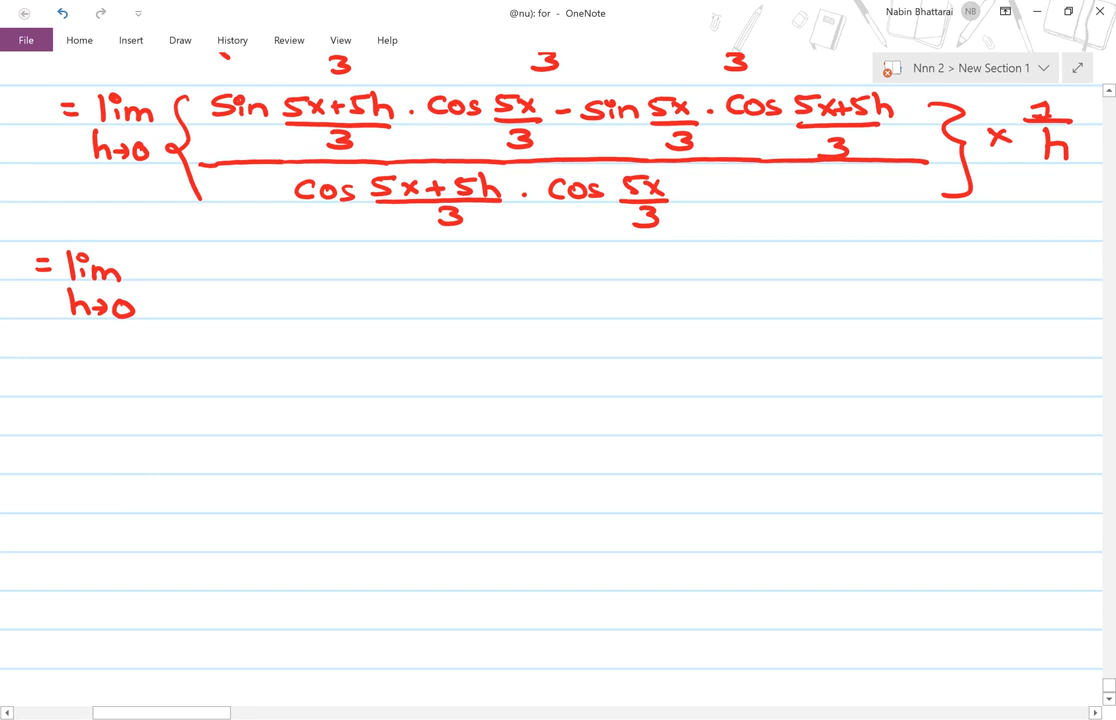 @nu): for - OneNote
Nabin Bhattarai NB
File Home Insert Draw History Review View Help
Nnn 2 > New Section 1
3 3 3
= lim h→0 { (sin (5x+5h)/3 · cos 5x/3 - sin 5x/3 · cos (5x+5h)/3) / (cos (5x+5h)/3 · cos 5x/3) } × 1/h
= lim
h→0